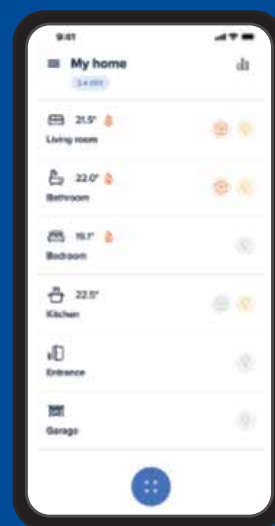 9:41
My home
21.5°
Living room
22.0°
Bathroom
19.1°
Bedroom
22.5°
Kitchen
Entrance
Garage